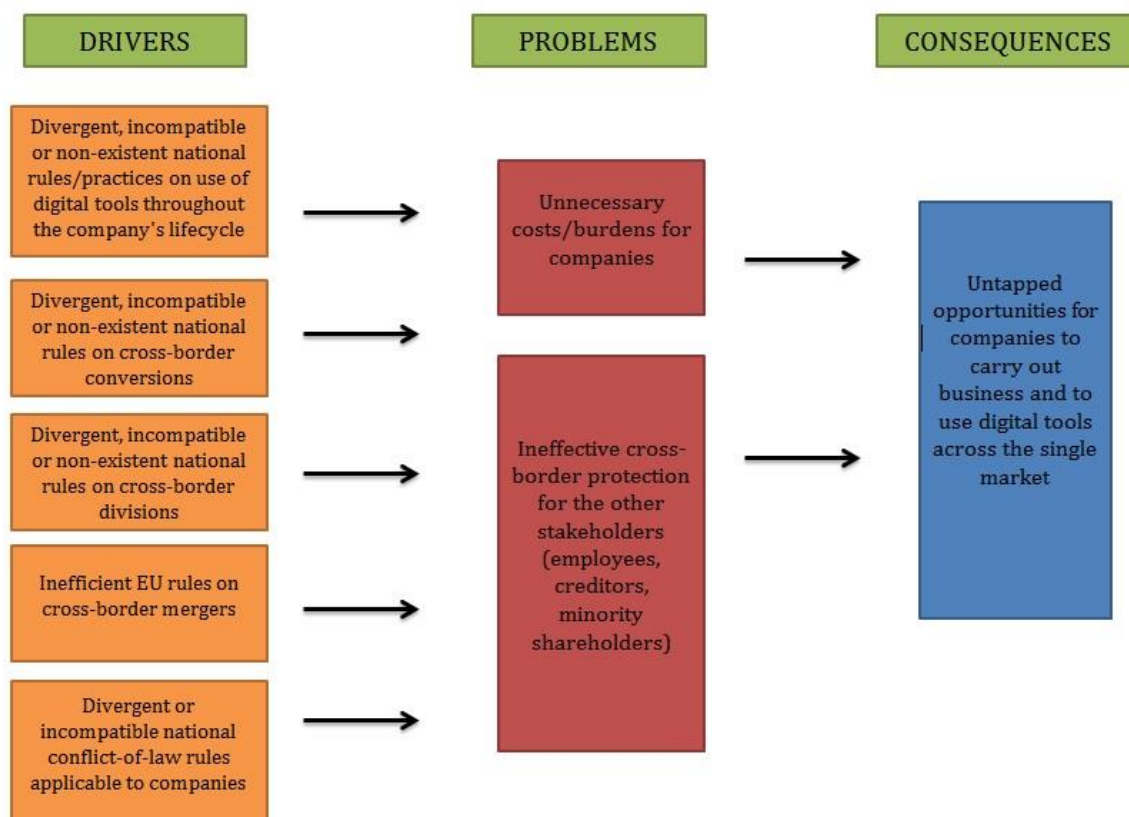 DRIVERS
PROBLEMS
CONSEQUENCES
Divergent, incompatible
or non-existent national
rules/practices on use of
digital tools throughout
the company's lifecycle
Divergent, incompatible
or non-existent national
rules on cross-border
conversions
Divergent, incompatible
or non-existent national
rules on cross-border
divisions
Inefficient EU rules on
cross-border mergers
Divergent or
incompatible national
conflict-of-law rules
applicable to companies
Unnecessary
costs/burdens for
companies
Ineffective cross-
border protection
for the other
stakeholders
(employees,
creditors,
minority
shareholders)
Untapped
opportunities for
companies to
carry out
business and to
use digital tools
across the single
market